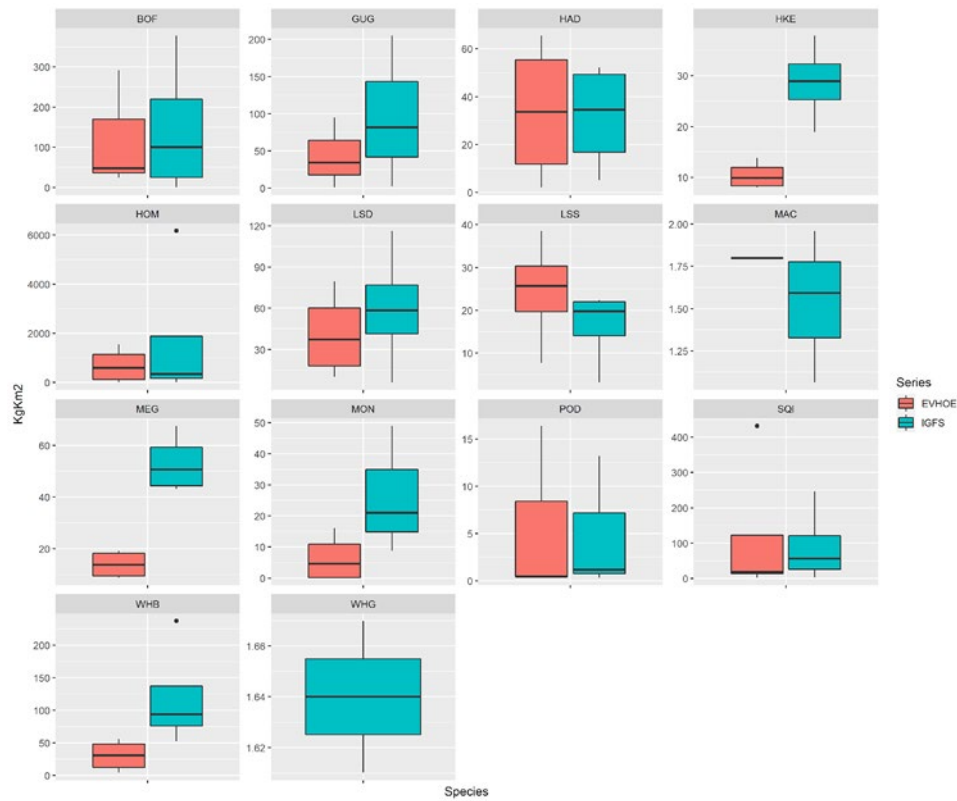 BOF GUG HAD HKE
300 200 100 0
200 150 100 50 0
60 40 20 0
30 20 10
HOM LSD LSS MAC
6000 4000 2000 0
120 90 60 30
40 30 20 10
2.00 1.75 1.50 1.25
MEG MON POD SQI
60 40 20
50 40 30 20 10 0
15 10 5 0
400 300 200 100 0
WHB WHG
200 150 100 50 0
1.66 1.64 1.62
KgKm2
Species
Series
EVHOE
IGFS